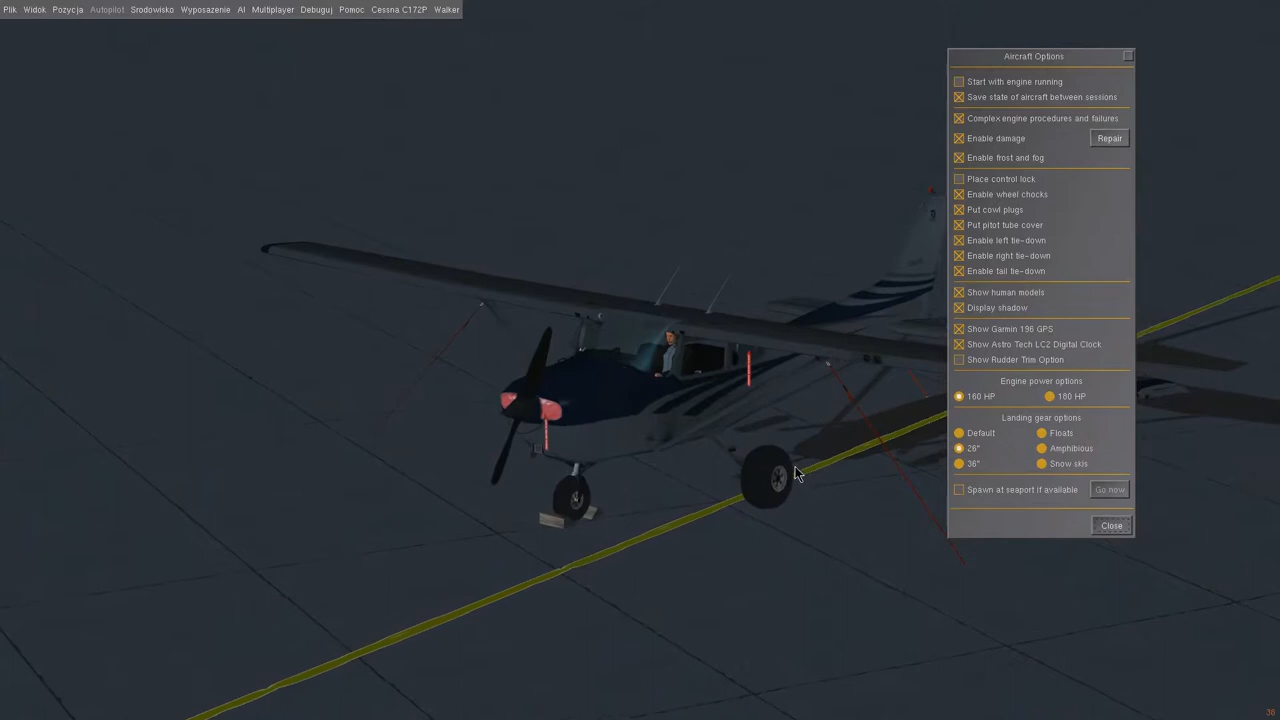 Plik Widok Pozycja Autopilot Srodowisko Wyposazenie AI Multiplayer Debuguj Pomoc Cessna C172P Walker
Aircraft Options
Start with engine running
Save state of aircraft between sessions
Complex engine procedures and failures
Enable damage Repair
Enable frost and fog
Place control lock
Enable wheel chocks
Put cowl plugs
Put pitot tube cover
Enable left tie-down
Enable right tie-down
Enable tail tie-down
Show human models
Display shadow
Show Garmin 196 GPS
Show Astro Tech LC2 Digital Clock
Show Rudder Trim Option
Engine power options
160 HP 180 HP
Landing gear options
Default Floats
26" Amphibious
36" Snow skis
Spawn at seaport if available Go now
Close
36